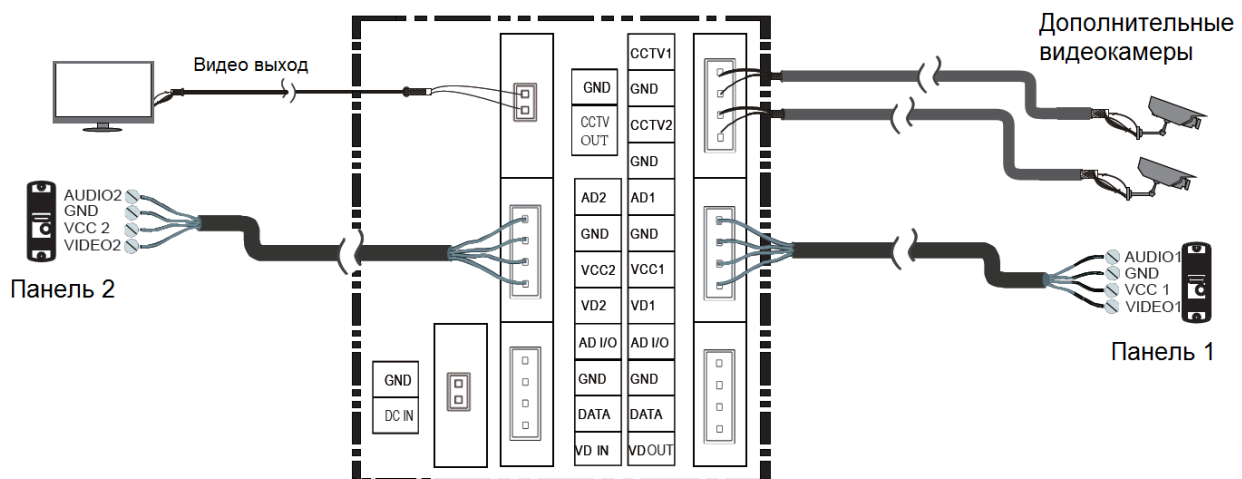 Дополнительные
видеокамеры
Видео выход
CCTV1
GND
GND
CCTV
OUT
CCTV2
GND
AUDIO2
GND
VCC 2
VIDEO2
Панель 2
AD2
AD1
GND
GND
VCC2
VCC1
VD2
VD1
AD I/O
AD I/O
GND
GND
DATA
DATA
VD IN
VDOUT
GND
DC IN
AUDIO1
GND
VCC 1
VIDEO1
Панель 1